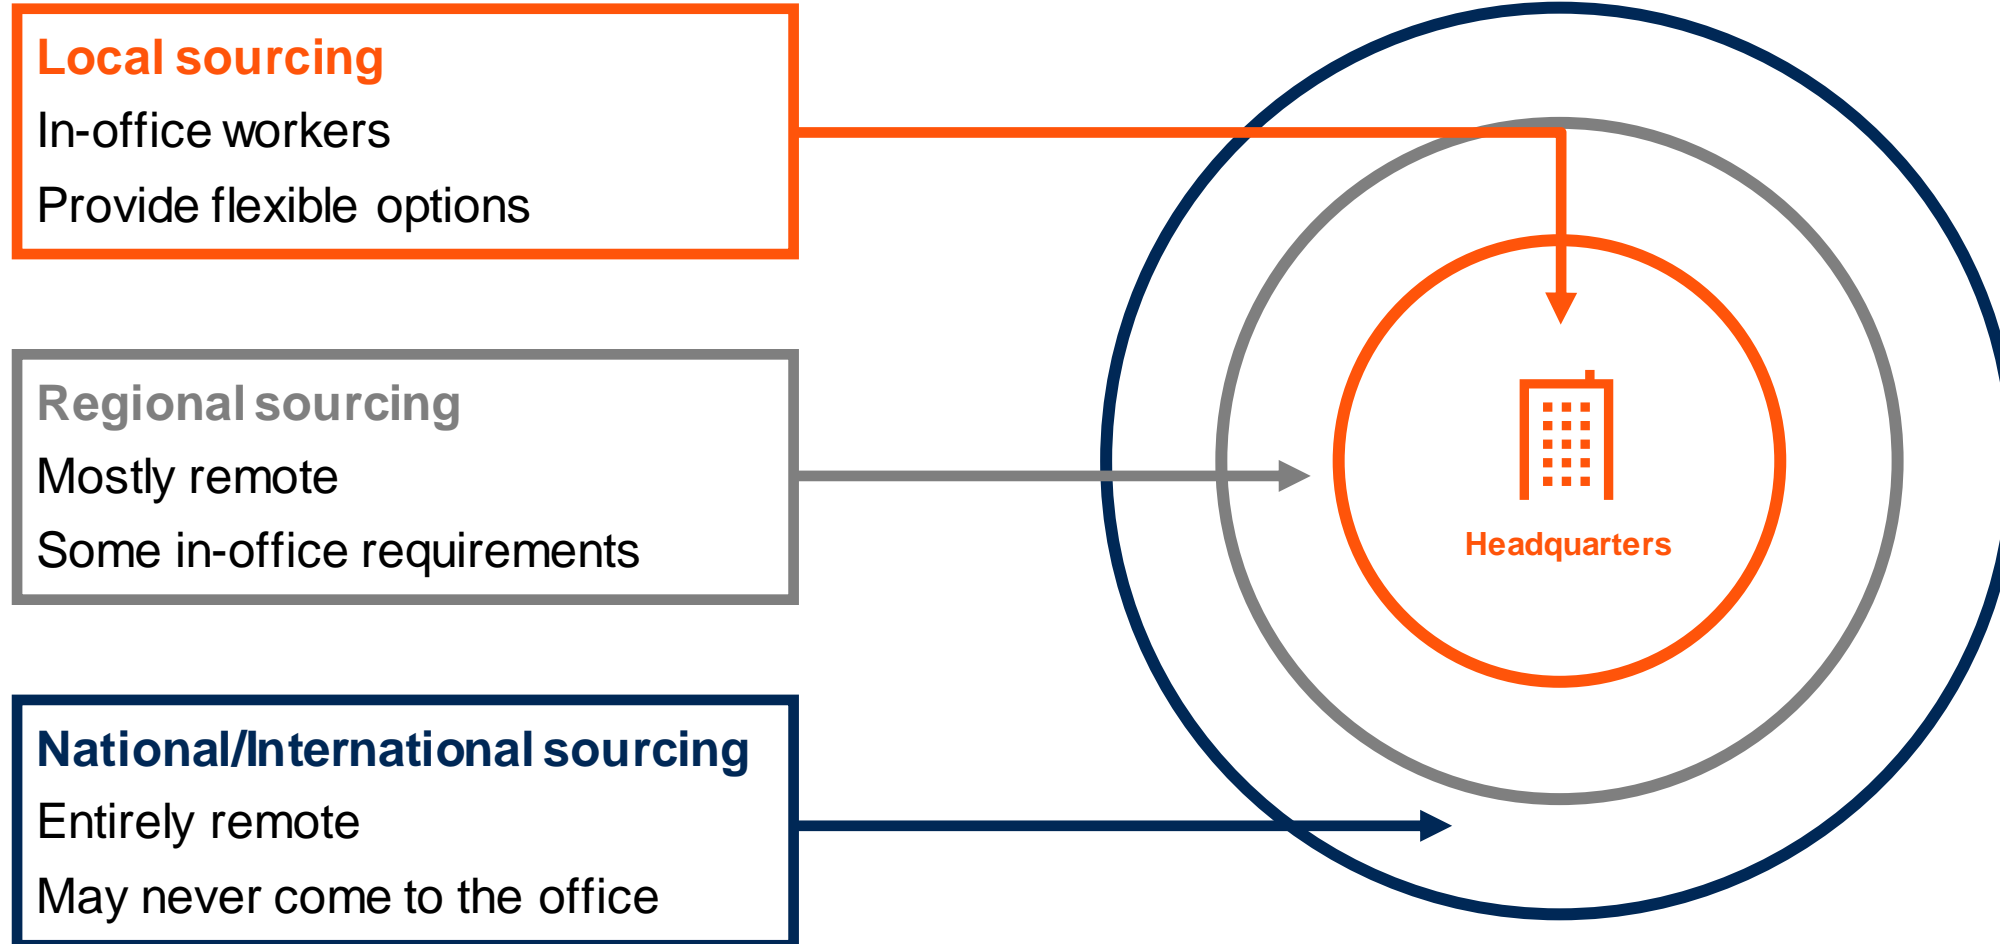 Local sourcing
In-office workers
Provide flexible options
Regional sourcing
Mostly remote
Some in-office requirements
Headquarters
National/International sourcing
Entirely remote
May never come to the office